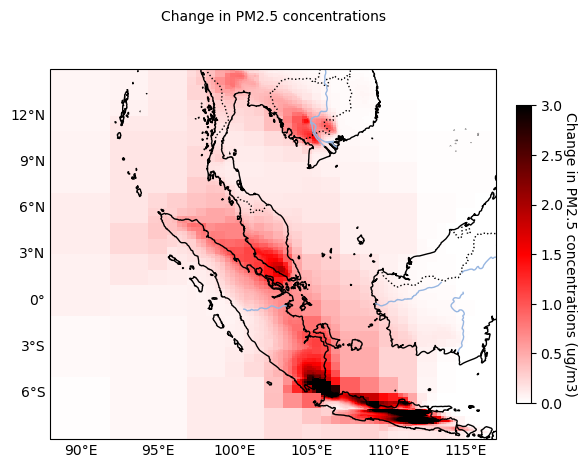 Change in PM2.5 concentrations
12°N
9°N
6°N
3°N
0°
3°S
6°S
90°E
95°E
100°E
105°E
110°E
115°E
3.0
2.5
2.0
1.5
1.0
0.5
0.0
Change in PM2.5 concentrations (ug/m3)